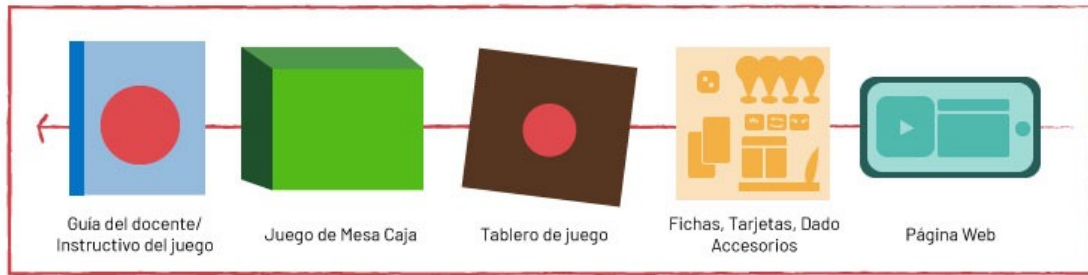 Guía del docente/
Instructivo del juego
Juego de Mesa Caja
Tablero de juego
Fichas, Tarjetas, Dado
Accesorios
Página Web